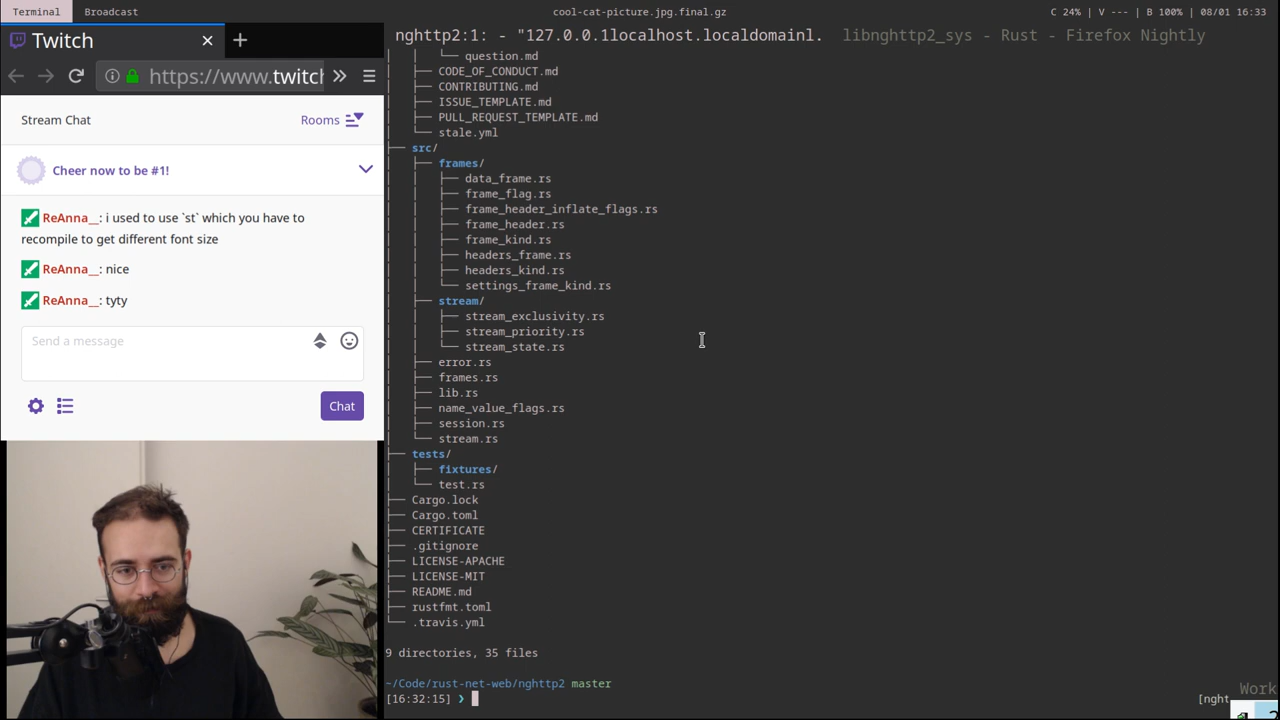 Terminal
Broadcast
cool-cat-picture.jpg.final.gz
C 24% | V --- | B 100% | 08/01 16:33
Twitch
https://www.twitch
nghttp2:1: - "127.0.0.1localhost.localdomainl.
libnghttp2_sys - Rust - Firefox Nightly
Stream Chat
Rooms
Cheer now to be #1!
ReAnna__: i used to use `st` which you have to
recompile to get different font size
ReAnna__: nice
ReAnna__: tyty
Send a message
Chat
│   │   └── question.md
│   ├── CODE_OF_CONDUCT.md
│   ├── CONTRIBUTING.md
│   ├── ISSUE_TEMPLATE.md
│   ├── PULL_REQUEST_TEMPLATE.md
│   └── stale.yml
├── src/
│   ├── frames/
│   │   ├── data_frame.rs
│   │   ├── frame_flag.rs
│   │   ├── frame_header_inflate_flags.rs
│   │   ├── frame_header.rs
│   │   ├── frame_kind.rs
│   │   ├── headers_frame.rs
│   │   ├── headers_kind.rs
│   │   └── settings_frame_kind.rs
│   ├── stream/
│   │   ├── stream_exclusivity.rs
│   │   ├── stream_priority.rs
│   │   └── stream_state.rs
│   ├── error.rs
│   ├── frames.rs
│   ├── lib.rs
│   ├── name_value_flags.rs
│   ├── session.rs
│   └── stream.rs
├── tests/
│   ├── fixtures/
│   └── test.rs
├── Cargo.lock
├── Cargo.toml
├── CERTIFICATE
├── .gitignore
├── LICENSE-APACHE
├── LICENSE-MIT
├── README.md
├── rustfmt.toml
└── .travis.yml
9 directories, 35 files
~/Code/rust-net-web/nghttp2 master
[16:32:15] ❯
Work
[nght